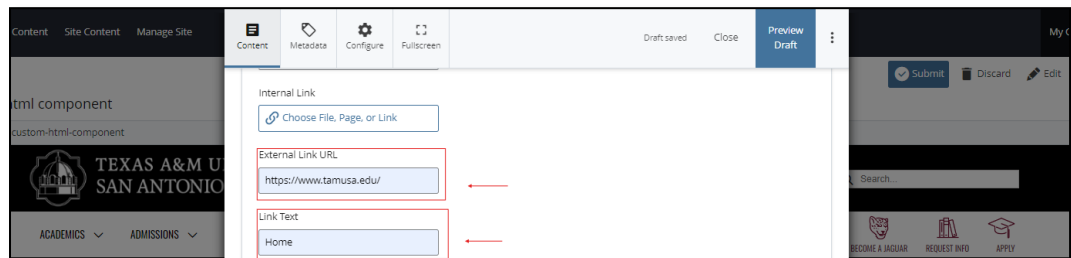 Content Site Content Manage Site
Content Metadata Configure Fullscreen Draft saved Close Preview Draft
My
Submit Discard Edit
Internal Link
Choose File, Page, or Link
html component
custom-html-component
External Link URL
https://www.tamusa.edu/
TEXAS A&M U
SAN ANTONIO
Search...
Link Text
Home
ACADEMICS ADMISSIONS
BECOME A JAGUAR REQUEST INFO APPLY